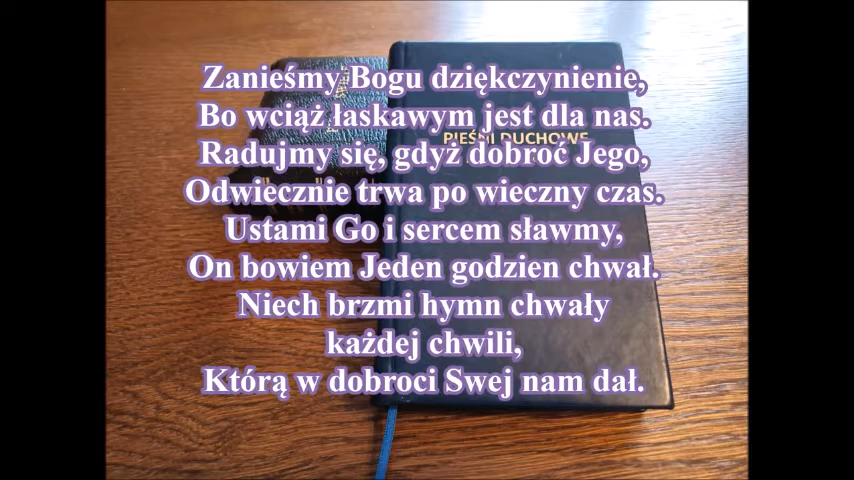 Zanieśmy Bogu dziękczynienie,
Bo wciąż łaskawym jest dla nas.
PIEŚNI DUCHOWE
Radujmy się, gdyż dobroć Jego,
Odwiecznie trwa po wieczny czas.
Ustami Go i sercem sławmy,
On bowiem Jeden godzien chwał.
Niech brzmi hymn chwały
każdej chwili,
Którą w dobroci Swej nam dał.